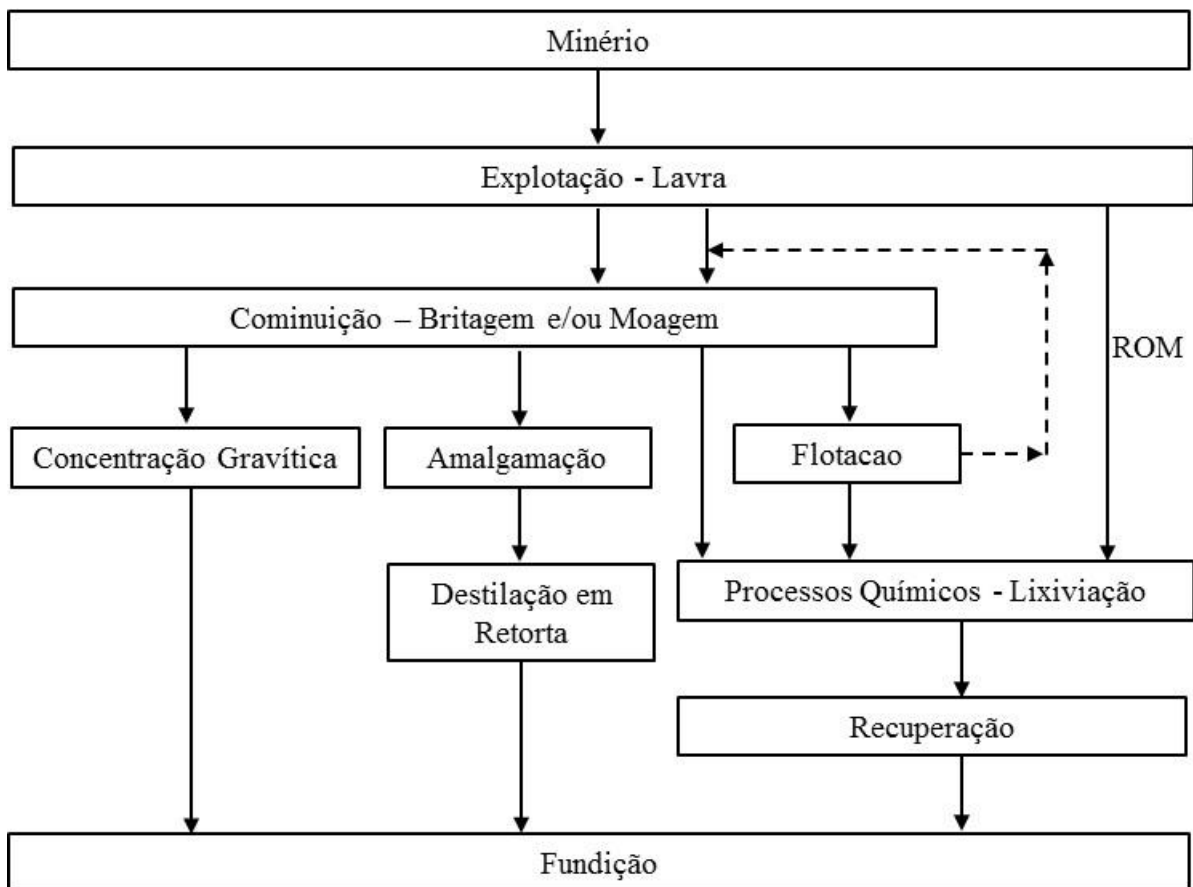 Minério
Explotação - Lavra
Cominuição – Britagem e/ou Moagem
ROM
Concentração Gravítica
Amalgamação
Flotacao
Destilação em
Retorta
Processos Químicos - Lixiviação
Recuperação
Fundição